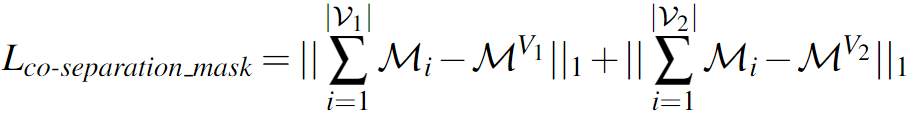 $L_{co\text{-}separation\_mask} = ||\sum_{i=1}^{|\mathcal{V}_1|} \mathcal{M}_i - \mathcal{M}^{V_1}||_1 + ||\sum_{i=1}^{|\mathcal{V}_2|} \mathcal{M}_i - \mathcal{M}^{V_2}||_1$